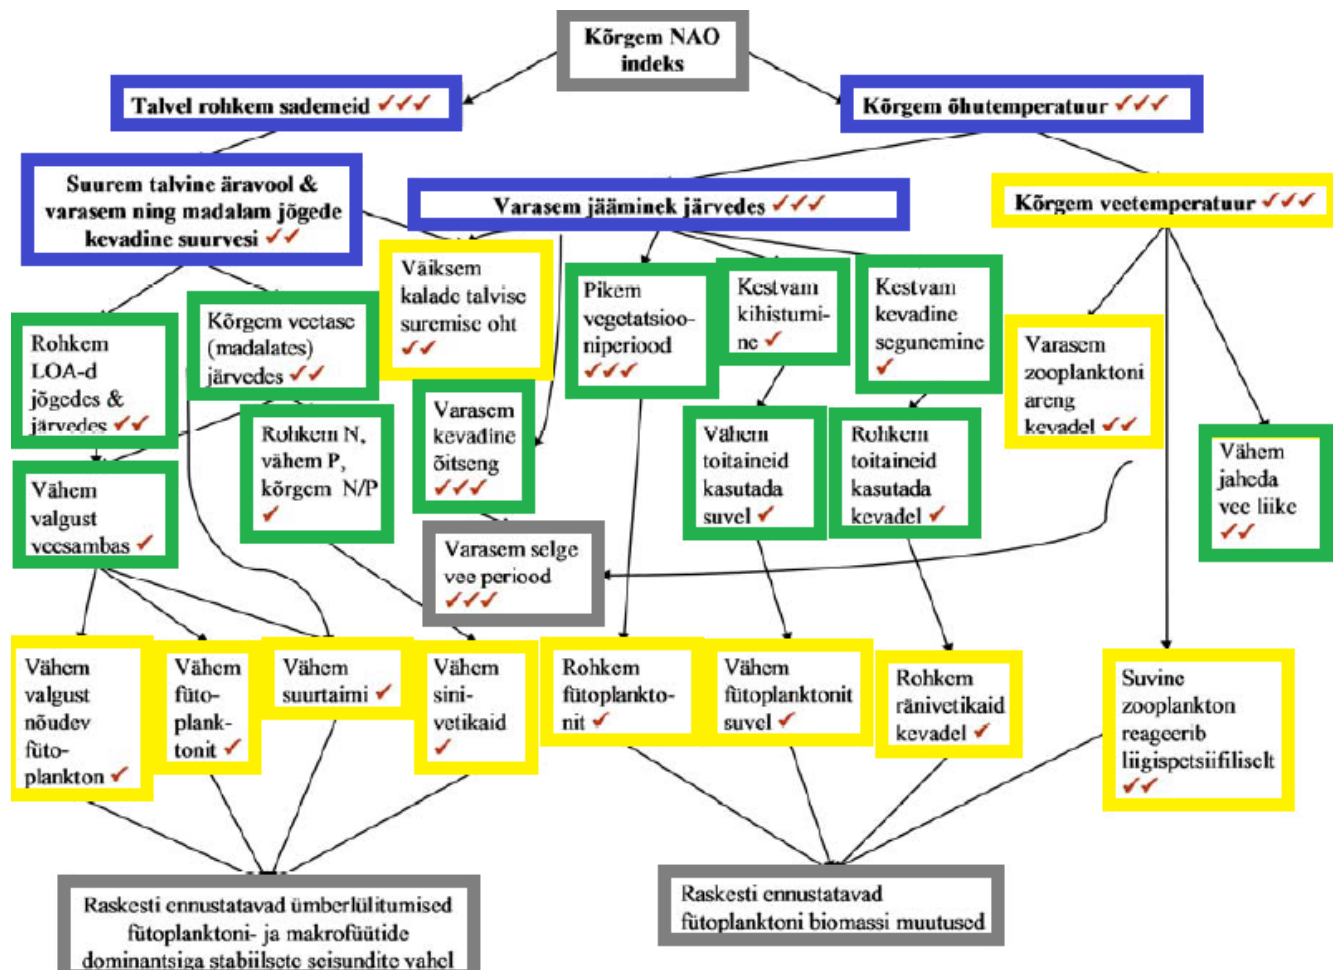 Kõrgem NAO
indeks
Talvel rohkem sademeid ✓✓✓
Kõrgem õhutemperatuur ✓✓✓
Suurem talvine äravool &
varasem ning madalam jõgede
kevadine suurvesi ✓✓
Varasem jääminek järvedes ✓✓✓
Kõrgem veetemperatuur ✓✓✓
Väiksem
kalade talvise
suremise oht
✓✓
Pikem
vegetatsioo-
niperiood
✓✓✓
Kestvam
kihistumi-
ne ✓
Kestvam
kevadine
segunemine
✓
Rohkem
LOA-d
jõgedes &
järvedes ✓✓
Kõrgem veetase
(madalates)
järvedes ✓✓
Varasem
zooplanktoni
areng
kevadel ✓✓
Rohkem N,
vähem P,
kõrgem N/P
✓
Varasem
kevadine
õitseng
✓✓✓
Vähem
toitaineid
kasutada
suvel ✓
Rohkem
toitaineid
kasutada
kevadel ✓
Vähem
jaheda
vee liike
✓✓
Vähem
valgust
veesambas ✓
Varasem selge
vee periood
✓✓✓
Vähem
valgust
nõudev
füto-
plankton ✓
Vähem
füto-
plank-
tonit ✓
Vähem
suurtaimi ✓
Vähem
sini-
vetikaid
✓
Rohkem
fütoplankto-
nit ✓
Vähem
fütoplanktonit
suvel ✓
Rohkem
ränivetikaid
kevadel ✓
Suvine
zooplankton
reageerib
liigispetsiifiliselt
✓✓
Raskesti ennustatavad ümberlülitumised
fütoplanktoni- ja makrofüütide
dominantsiga stabiilsete seisundite vahel
Raskesti ennustatavad
fütoplanktoni biomassi muutused